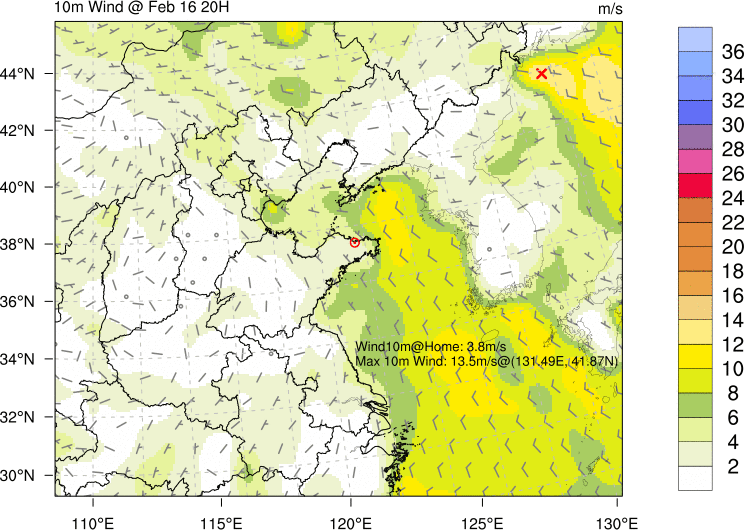 10m Wind @ Feb 16 20H
m/s
44°N
42°N
40°N
38°N
36°N
34°N
32°N
30°N
110°E
115°E
120°E
125°E
130°E
Wind10m@Home: 3.8m/s
Max 10m Wind: 13.5m/s@(131.49E, 41.87N)
36
34
32
30
28
26
24
22
20
18
16
14
12
10
8
6
4
2